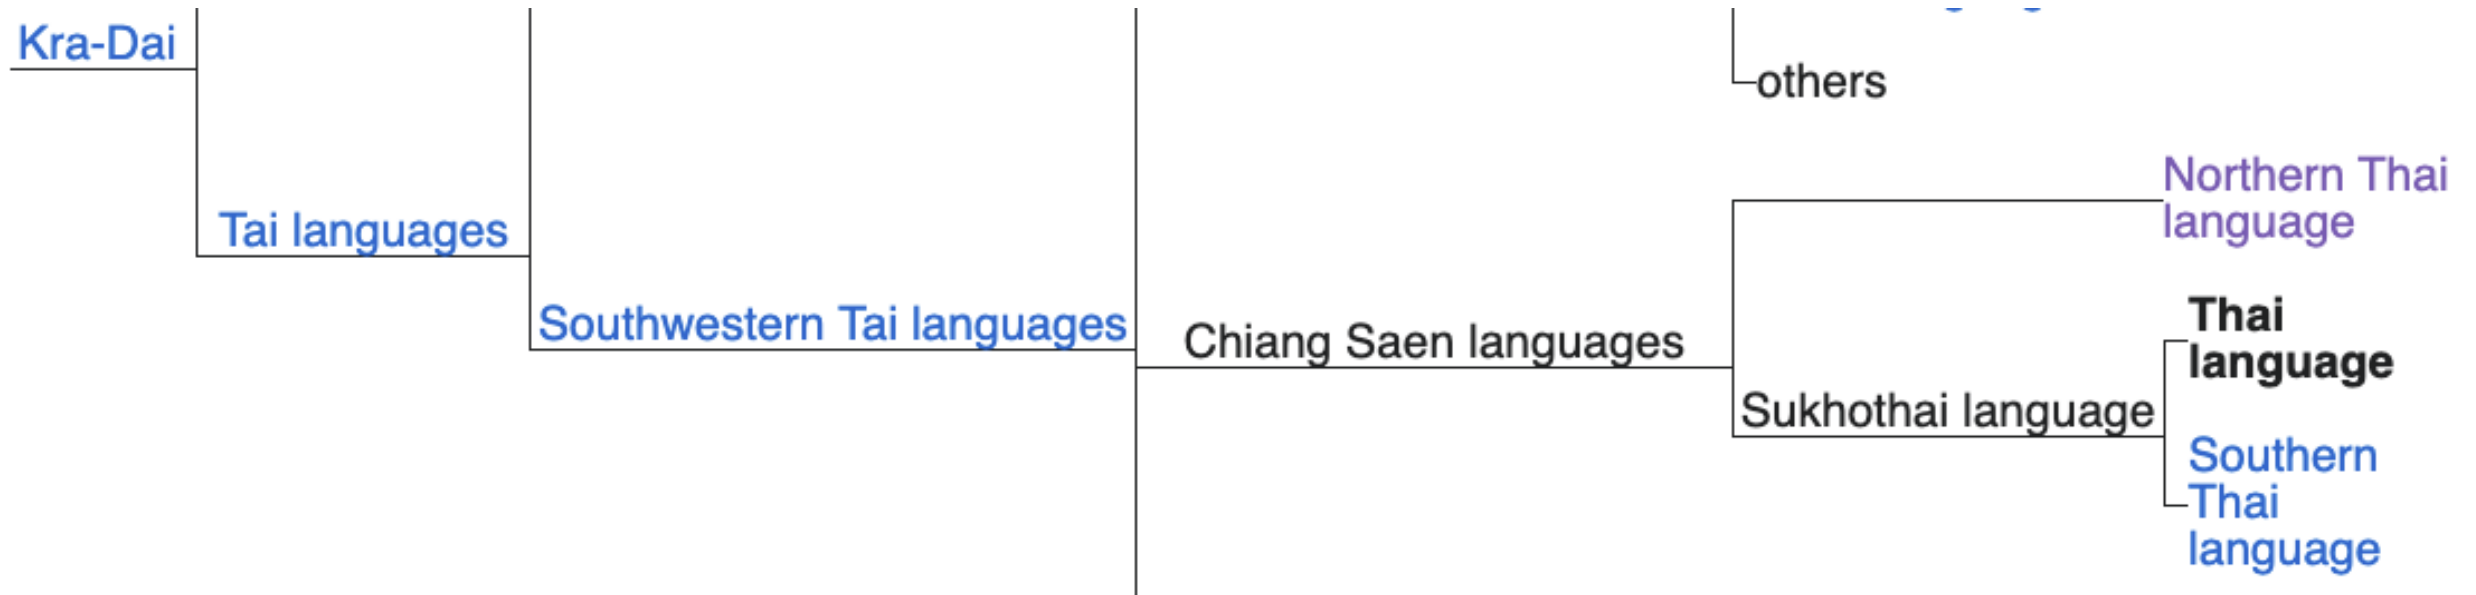 Kra-Dai
others
Northern Thai
language
Tai languages
Thai
language
Southwestern Tai languages
Chiang Saen languages
Sukhothai language
Southern
Thai
language